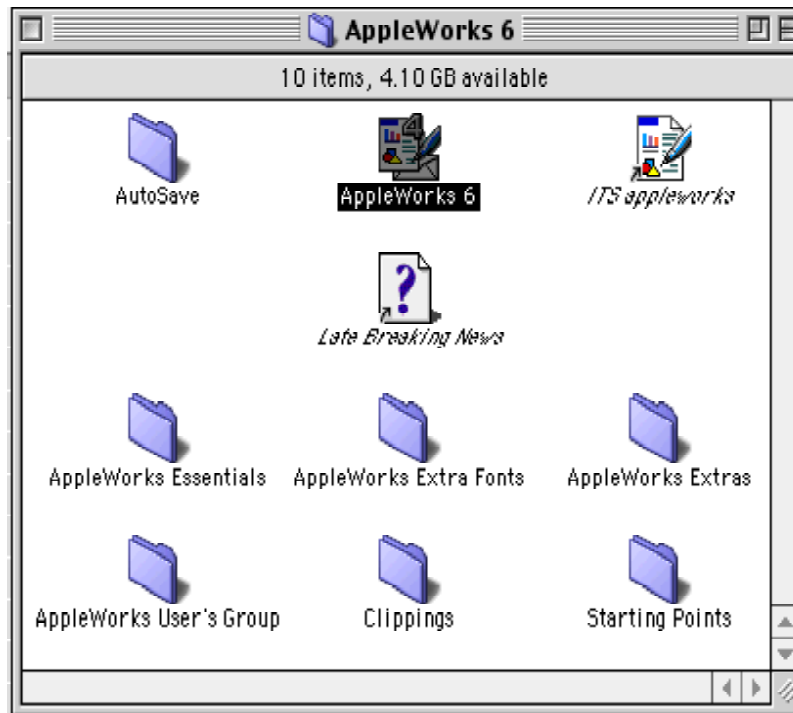 AppleWorks 6
10 items, 4.10 GB available
AutoSave
AppleWorks 6
ITS appleworks
?
Late Breaking News
AppleWorks Essentials
AppleWorks Extra Fonts
AppleWorks Extras
AppleWorks User's Group
Clippings
Starting Points